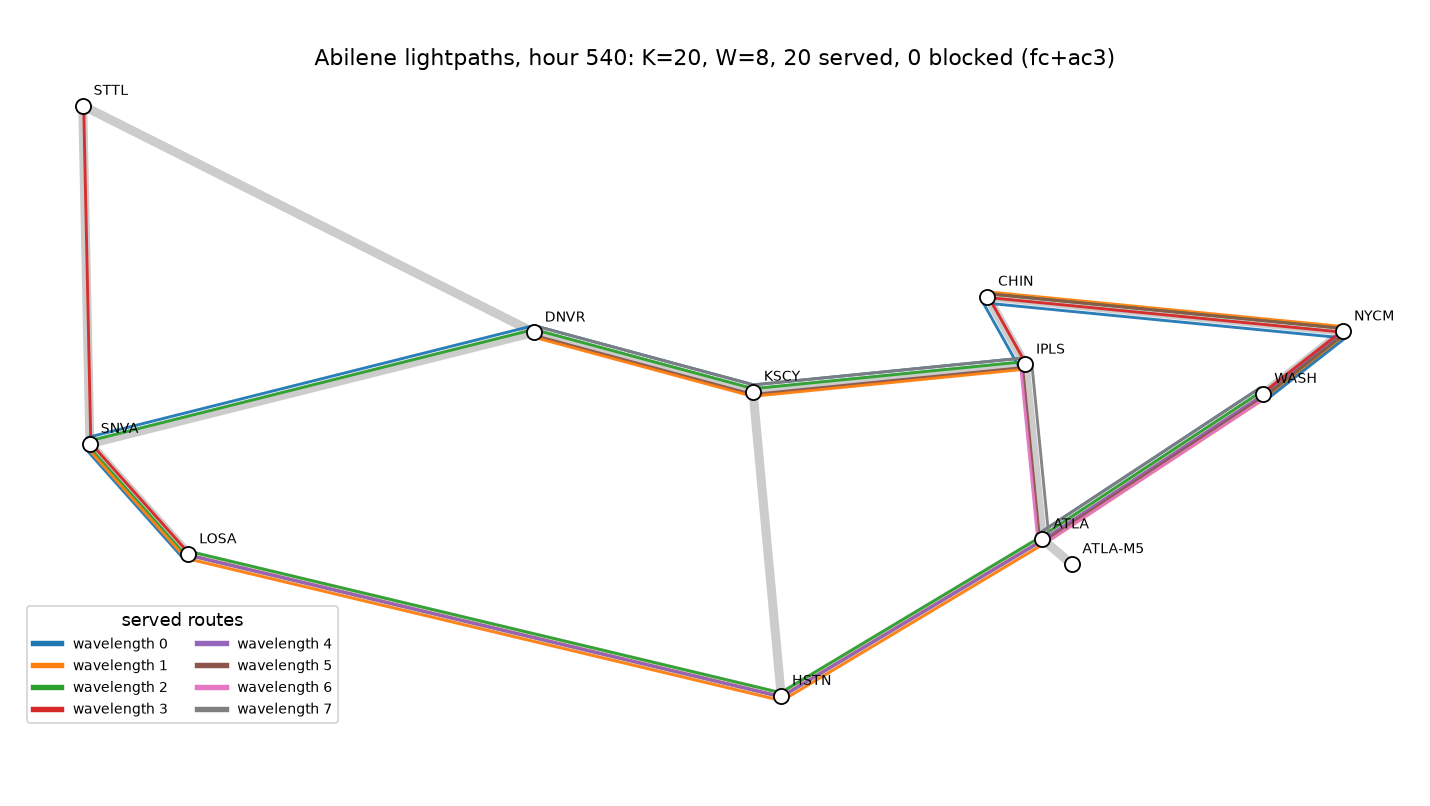 Abilene lightpaths, hour 540: K=20, W=8, 20 served, 0 blocked (fc+ac3)
STTL
CHIN
DNVR
NYCM
IPLS
KSCY
WASH
SNVA
ATLA
LOSA
ATLA-M5
HSTN
served routes
wavelength 0
wavelength 1
wavelength 2
wavelength 3
wavelength 4
wavelength 5
wavelength 6
wavelength 7